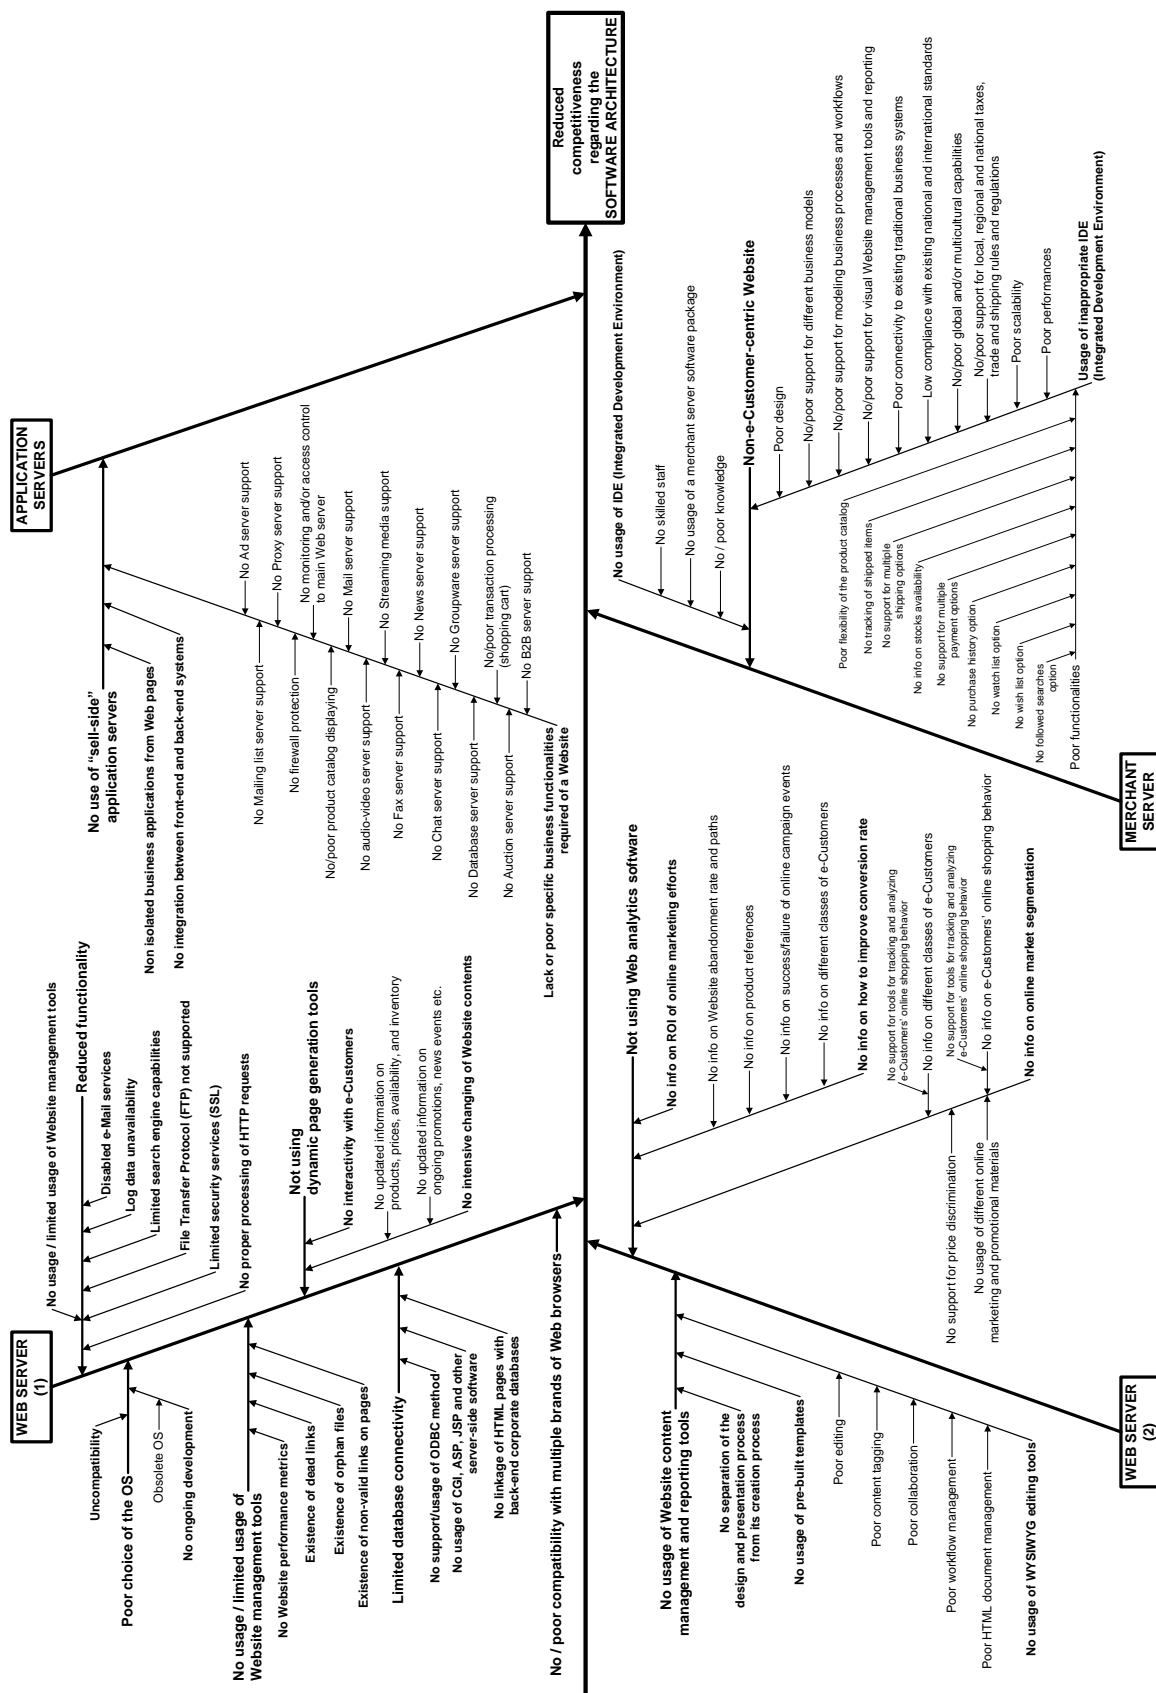 WEB SERVER
(1)
No usage / limited usage of Website management tools
Reduced functionality
Disabled e-Mail services
Log data unavailability
Limited search engine capabilities
File Transfer Protocol (FTP) not supported
Limited security services (SSL)
No proper processing of HTTP requests
Uncompatibility
Poor choice of the OS
Obsolete OS
No ongoing development
No usage / limited usage of
Website management tools
No Website performance metrics
Existence of dead links
Existence of orphan files
Existence of non-valid links on pages
Not using
dynamic page generation tools
No interactivity with e-Customers
No updated information on
products, prices, availability, and inventory
No updated information on
ongoing promotions, news events etc.
No intensive changing of Website contents
Limited database connectivity
No support/usage of ODBC method
No usage of CGI, ASP, JSP and other
server-side software
No linkage of HTML pages with
back-end corporate databases
No / poor compatibility with multiple brands of Web browsers
APPLICATION
SERVERS
No use of “sell-side”
application servers
Non isolated business applications from Web pages
No integration between front-end and back-end systems
No Ad server support
No Mailing list server support
No Proxy server support
No firewall protection
No monitoring and/or access control
to main Web server
No/poor product catalog displaying
No Mail server support
No audio-video server support
No Streaming media support
No Fax server support
No News server support
No Chat server support
No Groupware server support
No Database server support
No/poor transaction processing
(shopping cart)
No Auction server support
No B2B server support
Lack or poor specific business functionalities
required of a Website
Reduced
competitiveness
regarding the
SOFTWARE ARCHITECTURE
WEB SERVER
(2)
No usage of Website content
management and reporting tools
No separation of the
design and presentation process
from its creation process
No usage of pre-built templates
Poor editing
Poor content tagging
Poor collaboration
Poor workflow management
Poor HTML document management
No usage of WYSIWYG editing tools
Not using Web analytics software
No info on ROI of online marketing efforts
No info on Website abandonment rate and paths
No info on product references
No info on success/failure of online campaign events
No info on different classes of e-Customers
No info on how to improve conversion rate
No support for tools for tracking and analyzing
e-Customers’ online shopping behavior
No info on different classes of e-Customers
No support for price discrimination
No support for tools for tracking and analyzing
e-Customers’ online shopping behavior
No info on e-Customers’ online shopping behavior
No usage of different online
marketing and promotional materials
No info on online market segmentation
MERCHANT
SERVER
No usage of IDE (Integrated Development Environment)
No skilled staff
No usage of a merchant server software package
No / poor knowledge
Non-e-Customer-centric Website
Poor design
No/poor support for different business models
No/poor support for modeling business processes and workflows
No/poor support for visual Website management tools and reporting
Poor connectivity to existing traditional business systems
Low compliance with existing national and international standards
No/poor global and/or multicultural capabilities
No/poor support for local, regional and national taxes,
trade and shipping rules and regulations
Poor scalability
Poor performances
Usage of inappropriate IDE
(Integrated Development Environment)
Poor flexibility of the product catalog
No tracking of shipped items
No support for multiple
shipping options
No info on stocks availability
No support for multiple
payment options
No purchase history option
No watch list option
No wish list option
No followed searches
option
Poor functionalities